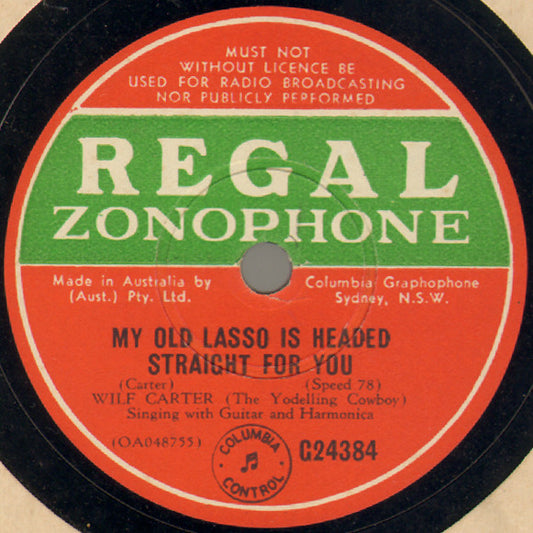 MUST NOT
WITHOUT LICENCE BE
USED FOR RADIO BROADCASTING
NOR PUBLICLY PERFORMED
REGAL
ZONOPHONE
Made in Australia by Columbia Graphophone
(Aust.) Pty. Ltd. Sydney, N.S.W.
MY OLD LASSO IS HEADED
STRAIGHT FOR YOU
(Carter) (Speed 78)
WILF CARTER (The Yodelling Cowboy)
Singing with Guitar and Harmonica
(OA048755) COLUMBIA CONTROL G24384